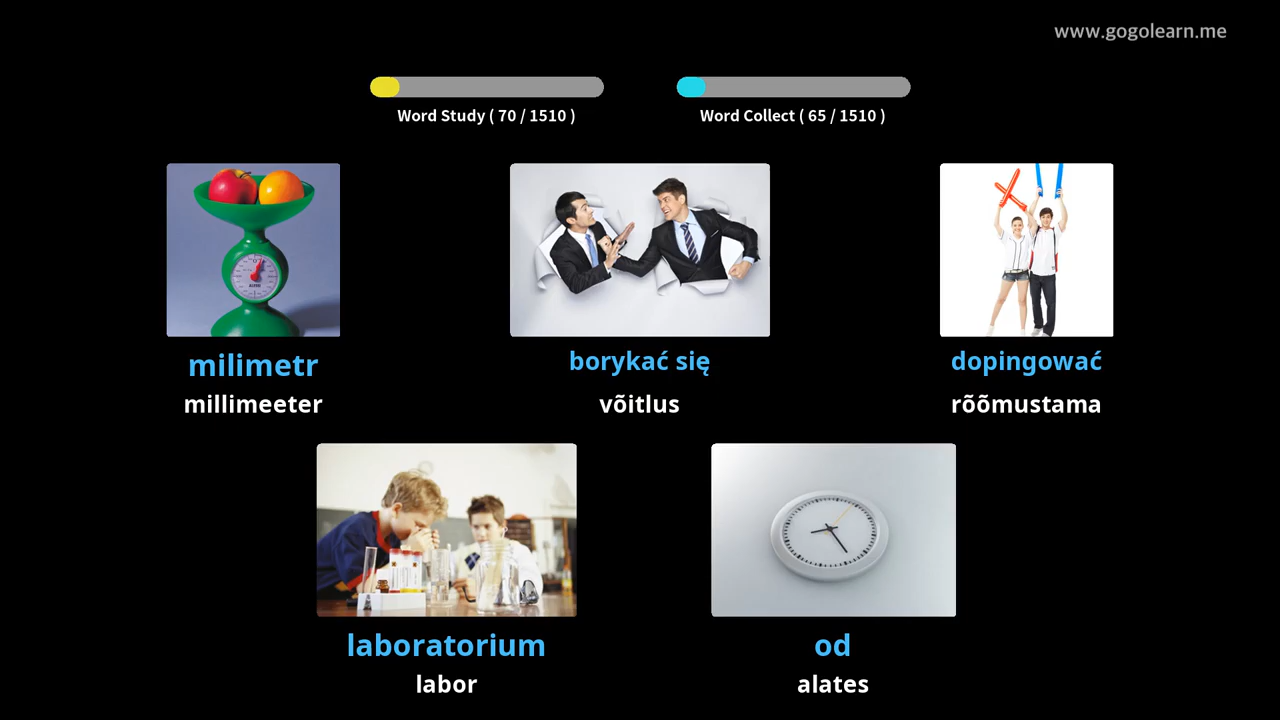 www.gogolearn.me
Word Study ( 70 / 1510 )
Word Collect ( 65 / 1510 )
milimetr
millimeeter
borykać się
võitlus
dopingować
rõõmustama
laboratorium
labor
od
alates